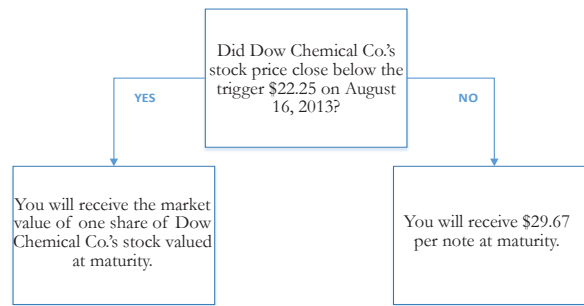 Did Dow Chemical Co.'s
stock price close below the
trigger $22.25 on August
16, 2013?
YES
NO
You will receive the market
value of one share of Dow
Chemical Co.'s stock valued
at maturity.
You will receive $29.67
per note at maturity.